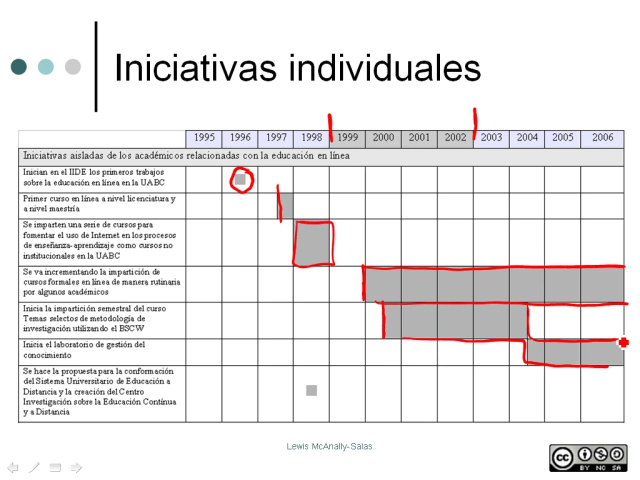 Iniciativas individuales
1995 1996 1997 1998 1999 2000 2001 2002 2003 2004 2005 2006
Iniciativas aisladas de los académicos relacionadas con la educación en línea
Inician en el IIDE los primeros trabajos
sobre la educación en línea en la UABC
Primer curso en línea a nivel licenciatura y
a nivel maestría
Se imparten una serie de cursos para
fomentar el uso de Internet en los procesos
de enseñanza-aprendizaje como cursos no
institucionales en la UABC
Se va incrementando la impartición de
cursos formales en línea de manera rutinaria
por algunos académicos
Inicia la impartición semestral del curso
Temas selectos de metodología de
investigación utilizando el BSCW
Inicia el laboratorio de gestión del
conocimiento
Se hace la propuesta para la conformación
del Sistema Universitario de Educación a
Distancia y la creación del Centro
Investigación sobre la Educación Contínua
y a Distancia
Lewis McAnally-Salas
cc
BY NC SA